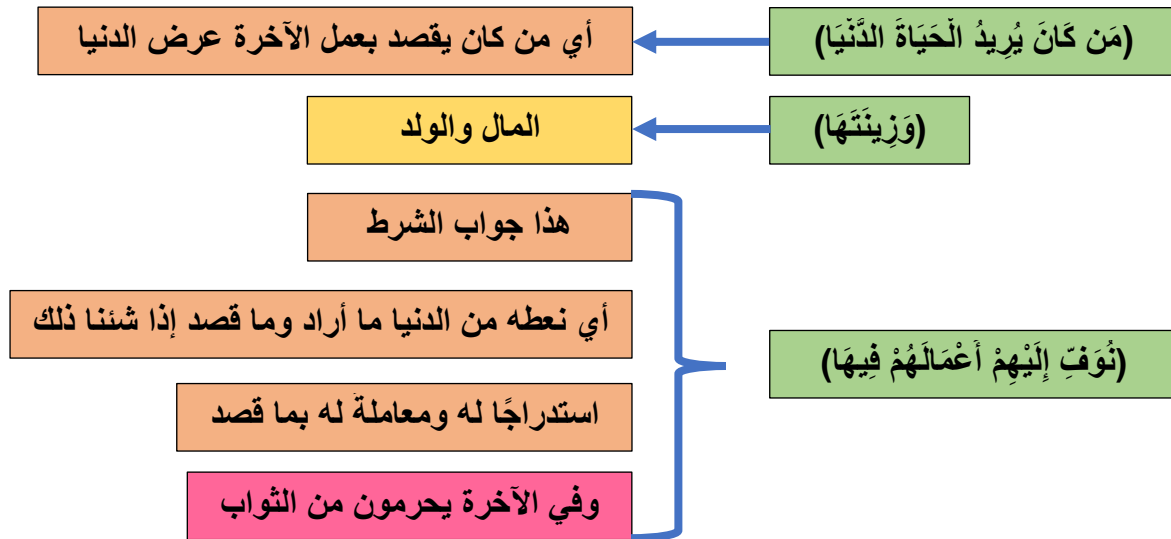 (مَن كَانَ يُرِيدُ الْحَيَاةَ الدُّنْيَا)
أي من كان يقصد بعمل الآخرة عرض الدنيا
(وَزِينَتَهَا)
المال والولد
(نُوَفِّ إِلَيْهِمْ أَعْمَالَهُمْ فِيهَا)
هذا جواب الشرط
أي نعطه من الدنيا ما أراد وما قصد إذا شئنا ذلك
استدراجًا له ومعاملةً له بما قصد
وفي الآخرة يحرمون من الثواب